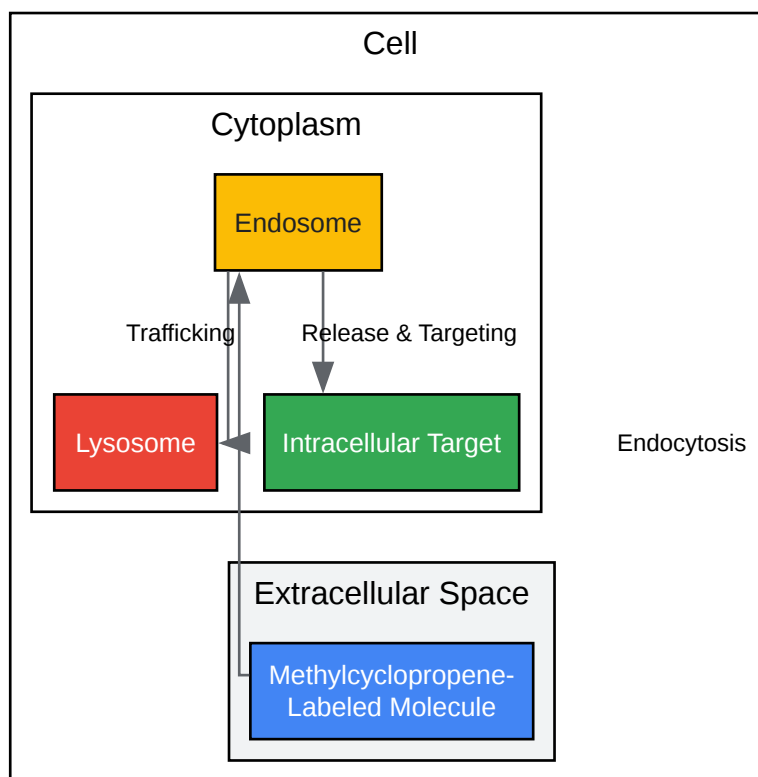 Cell
Cytoplasm
Endosome
Trafficking
Release & Targeting
Lysosome
Intracellular Target
Endocytosis
Extracellular Space
Methylcyclopropene-
Labeled Molecule